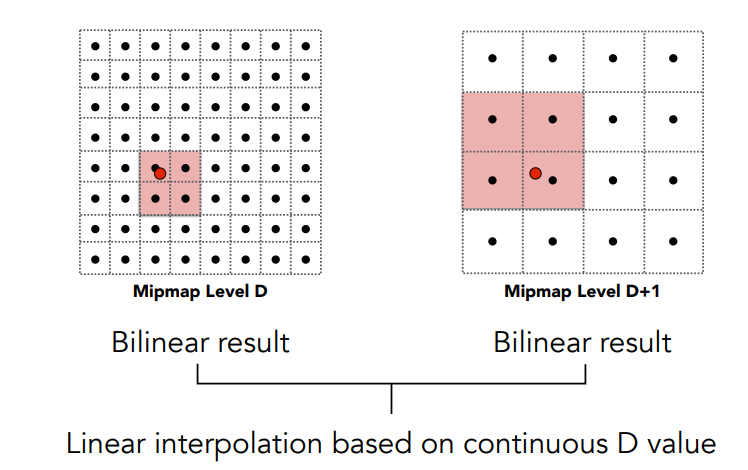 Mipmap Level D
Mipmap Level D+1
Bilinear result
Bilinear result
Linear interpolation based on continuous D value